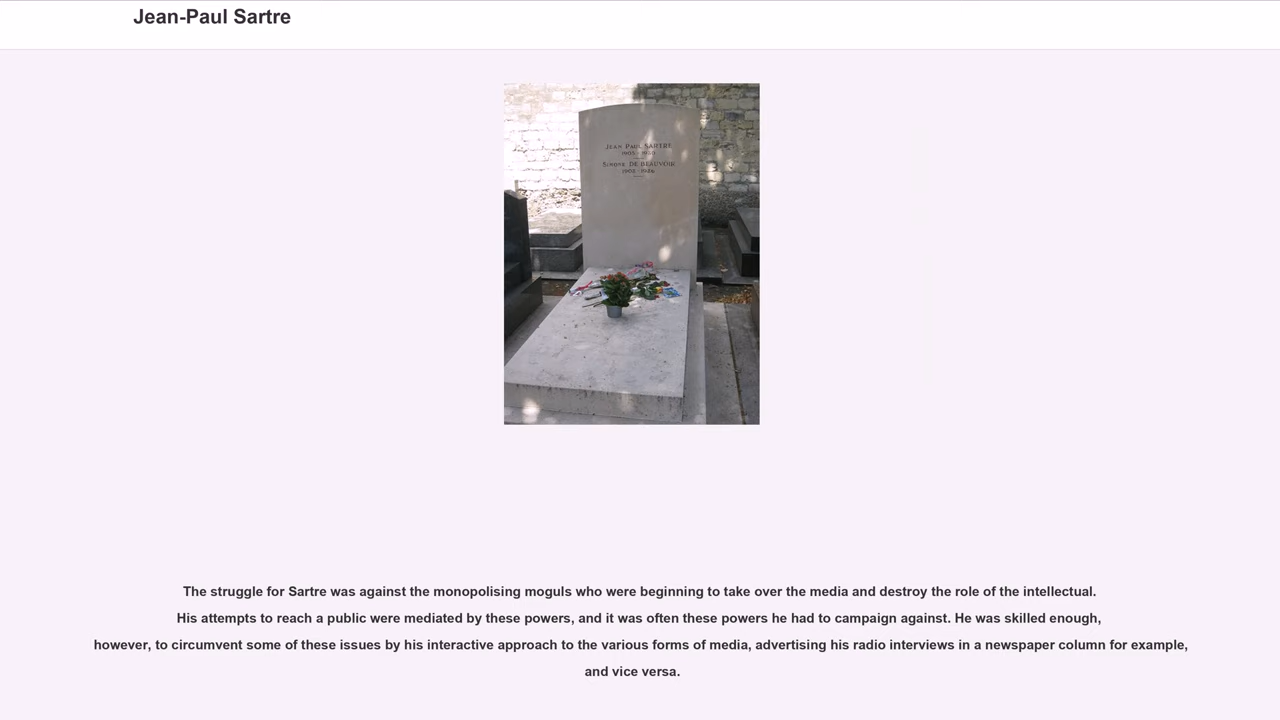 Jean-Paul Sartre
JEAN PAUL SARTRE
1905-1980
SIMONE DE BEAUVOIR
1908-1986
The struggle for Sartre was against the monopolising moguls who were beginning to take over the media and destroy the role of the intellectual.
His attempts to reach a public were mediated by these powers, and it was often these powers he had to campaign against. He was skilled enough,
however, to circumvent some of these issues by his interactive approach to the various forms of media, advertising his radio interviews in a newspaper column for example,
and vice versa.